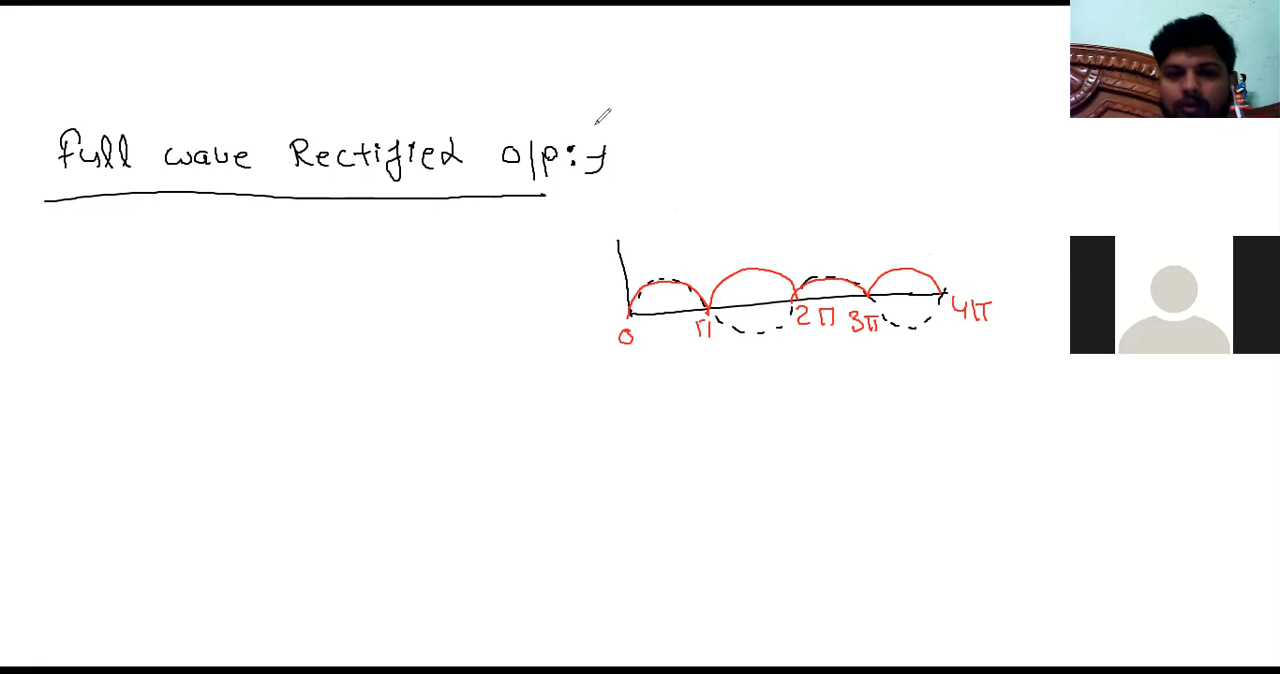 Full wave Rectified O/P:-
0 π 2π 3π 4π